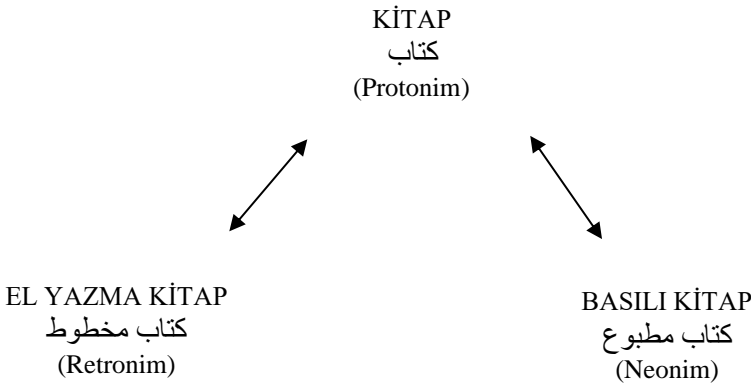 KİTAP
كتاب
(Protonim)
EL YAZMA KİTAP
كتاب مخطوط
(Retronim)
BASILI KİTAP
كتاب مطبوع
(Neonim)